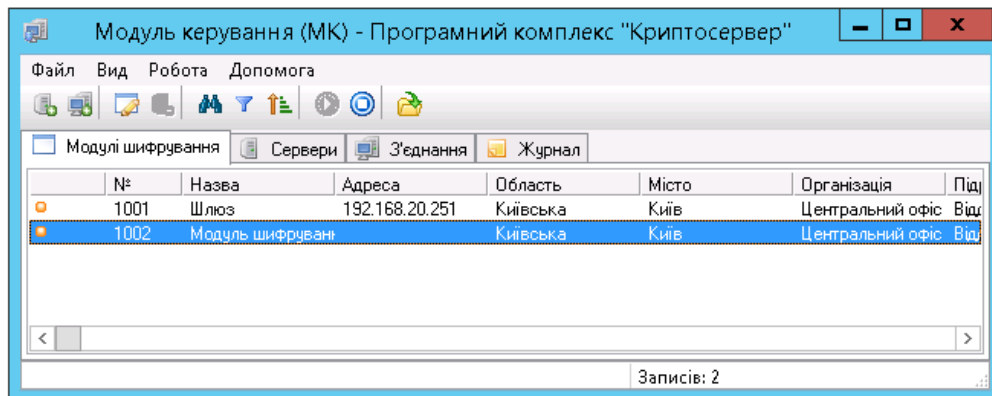 Модуль керування (МК) - Програмний комплекс "Криптосервер"
Файл Вид Робота Допомога
Модулі шифрування Сервери З'єднання Журнал
№ Назва Адреса Область Місто Організація
1001 Шлюз 192.168.20.251 Київська Київ Центральний офіс
1002 Модуль Київська Київ Центральний офіс
Записів: 2